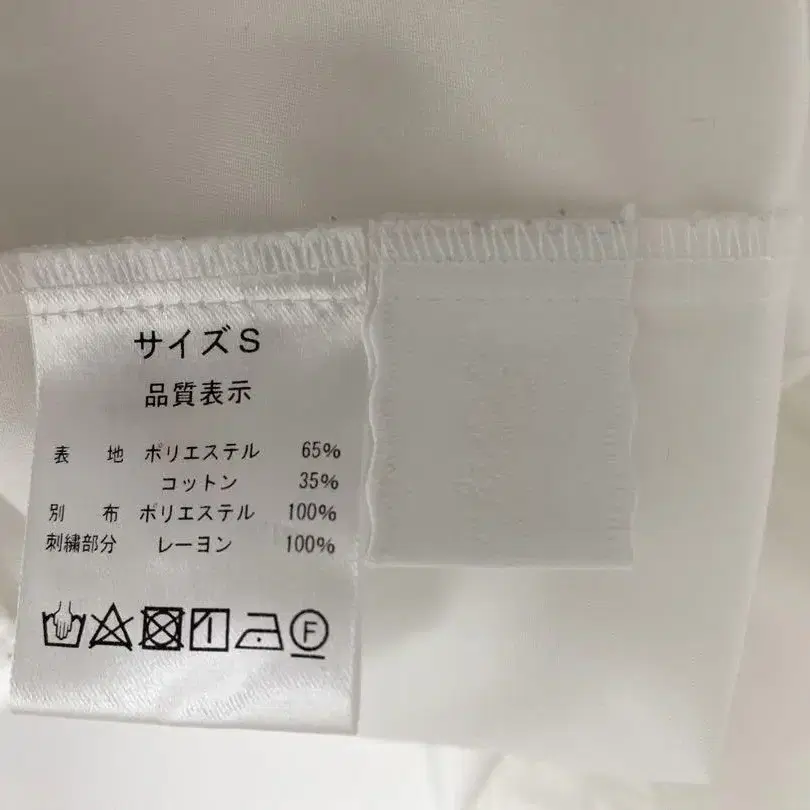 サイズS
品質表示
表 地 ポリエステル 65%
コットン 35%
別 布 ポリエステル 100%
刺繍部分 レーヨン 100%
F